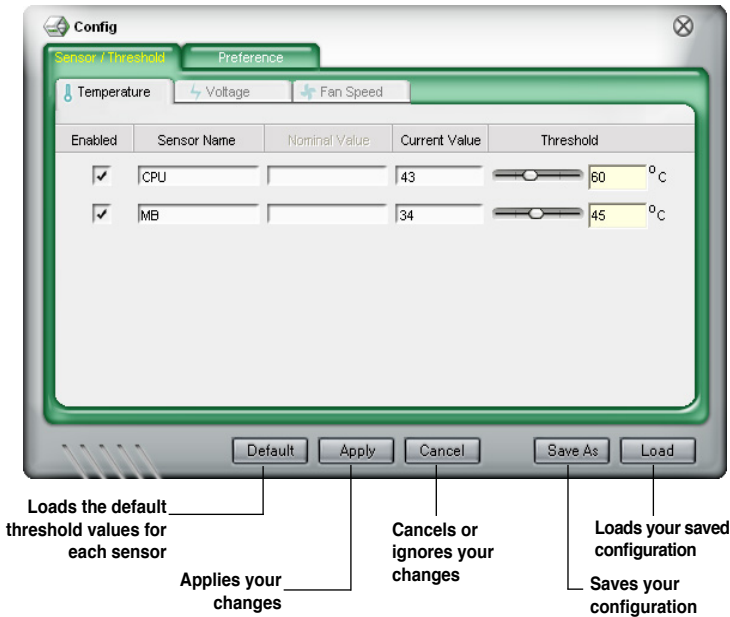 Config
Sensor / Threshold Preference
Temperature Voltage Fan Speed
Enabled Sensor Name Nominal Value Current Value Threshold
CPU 43 60 °C
MB 34 45 °C
Default Apply Cancel Save As Load
Loads the default
threshold values for
each sensor
Applies your
changes
Cancels or
ignores your
changes
Loads your saved
configuration
Saves your
configuration